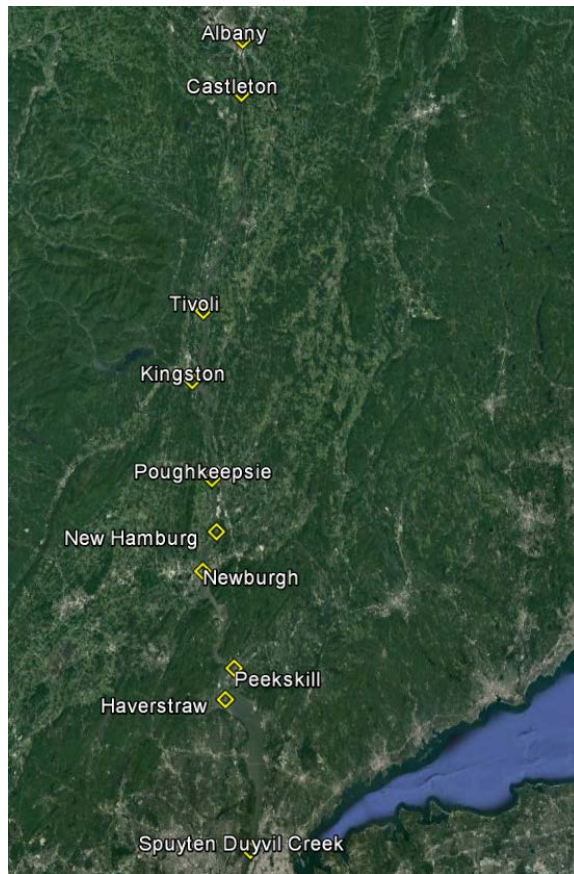 Albany
Castleton
Tivoli
Kingston
Poughkeepsie
New Hamburg
Newburgh
Peekskill
Haverstraw
Spuyten Duyvil Creek